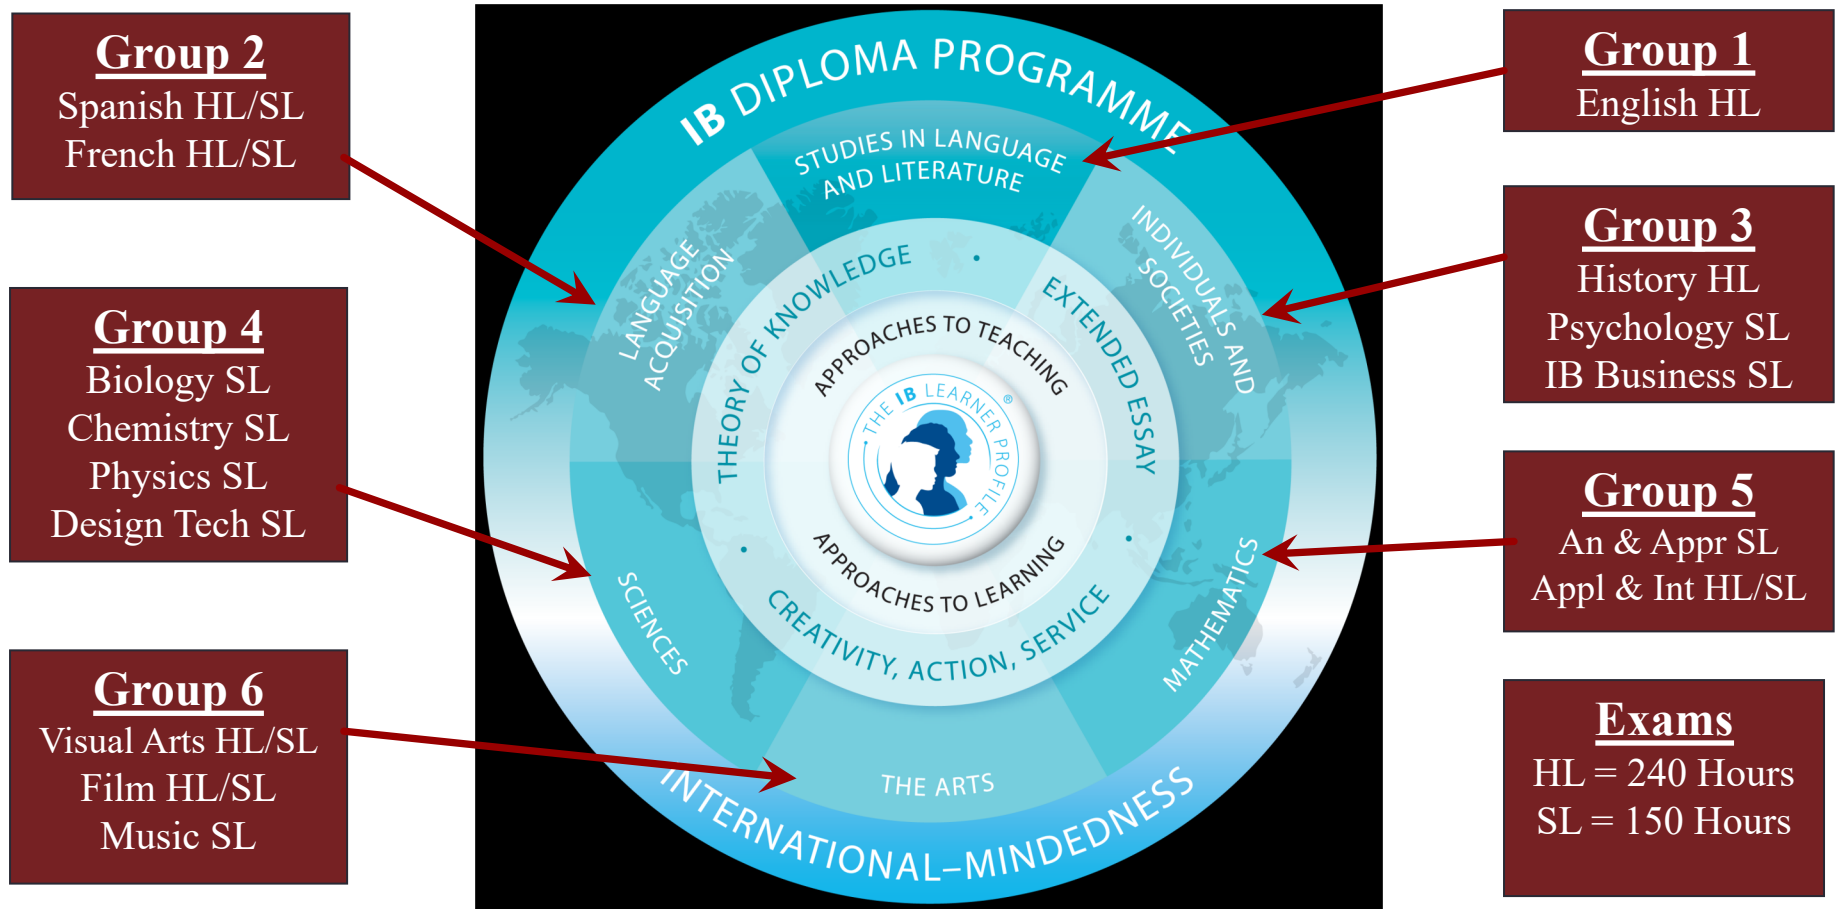 Group 2
Spanish HL/SL
French HL/SL
Group 4
Biology SL
Chemistry SL
Physics SL
Design Tech SL
Group 6
Visual Arts HL/SL
Film HL/SL
Music SL
IB DIPLOMA PROGRAMME
STUDIES IN LANGUAGE
AND LITERATURE
LANGUAGE
ACQUISITION
INDIVIDUALS AND
SOCIETIES
THEORY OF KNOWLEDGE
EXTENDED ESSAY
APPROACHES TO TEACHING
THE IB LEARNER PROFILE
®
APPROACHES TO LEARNING
CREATIVITY, ACTION, SERVICE
SCIENCES
MATHEMATICS
THE ARTS
INTERNATIONAL–MINDEDNESS
Group 1
English HL
Group 3
History HL
Psychology SL
IB Business SL
Group 5
An & Appr SL
Appl & Int HL/SL
Exams
HL = 240 Hours
SL = 150 Hours